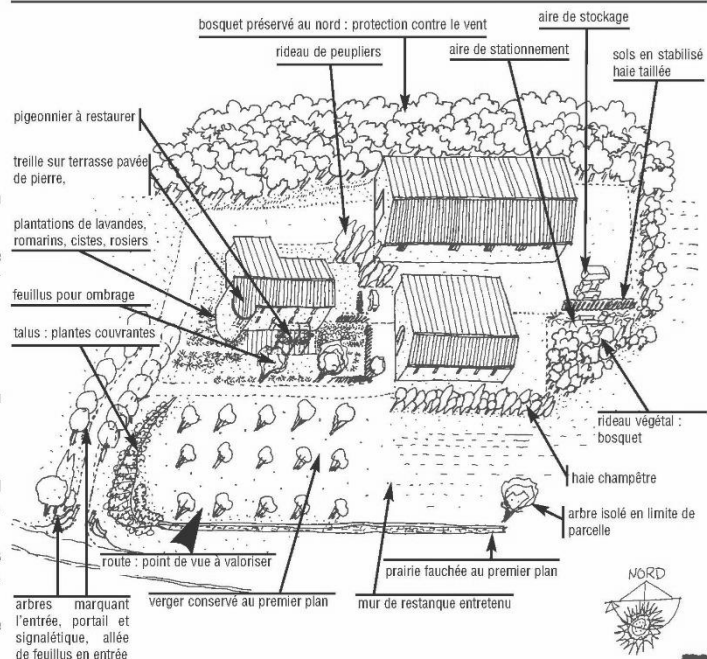 bosquet préservé au nord : protection contre le vent
aire de stockage
rideau de peupliers
aire de stationnement
sols en stabilisé
haie taillée
pigeonnier à restaurer
treille sur terrasse pavée
de pierre,
plantations de lavandes,
romarins, cistes, rosiers
feuillus pour ombrage
talus : plantes couvrantes
rideau végétal :
bosquet
haie champêtre
arbre isolé en limite de
parcelle
route : point de vue à valoriser
prairie fauchée au premier plan
verger conservé au premier plan
mur de restanque entretenu
arbres marquant
l'entrée, portail et
signalétique, allée
de feuillus en entrée
NORD